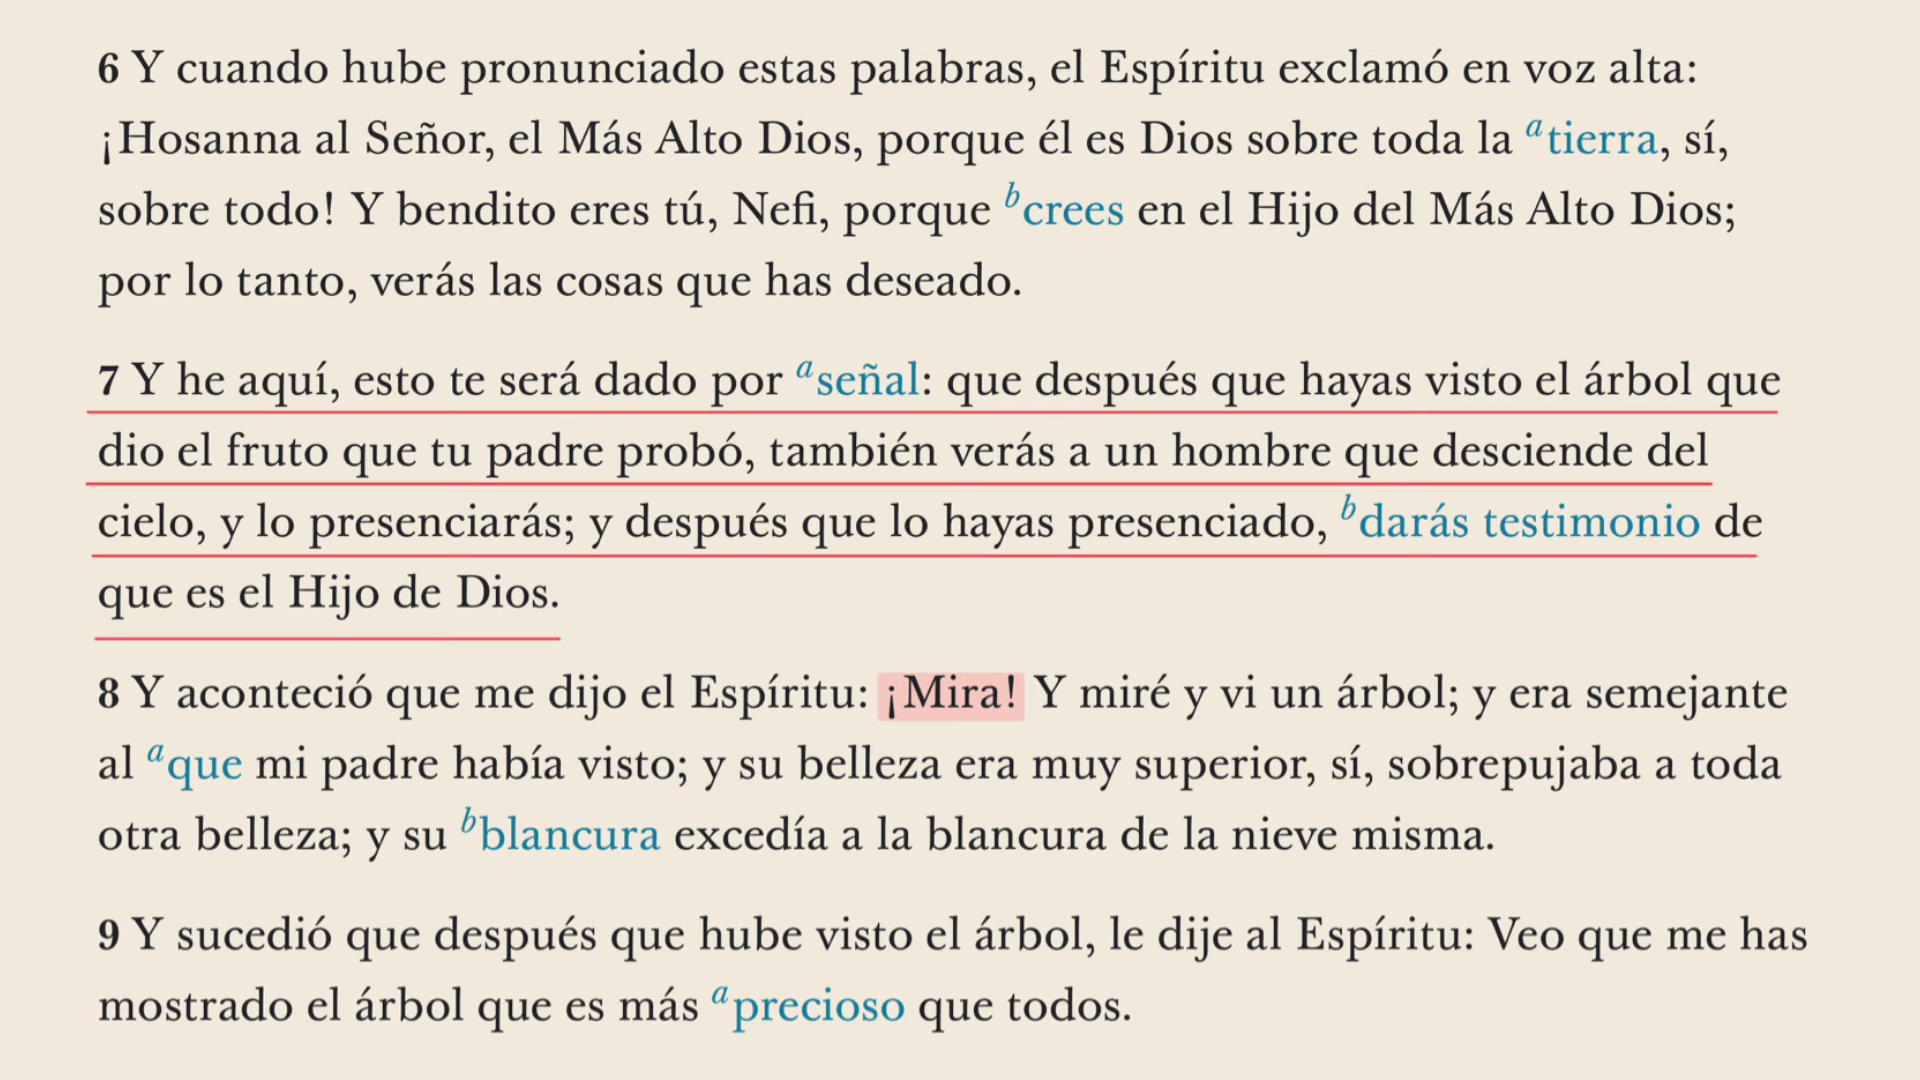 6 Y cuando hube pronunciado estas palabras, el Espíritu exclamó en voz alta:
¡Hosanna al Señor, el Más Alto Dios, porque él es Dios sobre toda la a tierra, sí,
sobre todo! Y bendito eres tú, Nefi, porque b crees en el Hijo del Más Alto Dios;
por lo tanto, verás las cosas que has deseado.
7 Y he aquí, esto te será dado por a señal: que después que hayas visto el árbol que
dio el fruto que tu padre probó, también verás a un hombre que desciende del
cielo, y lo presenciarás; y después que lo hayas presenciado, b darás testimonio de
que es el Hijo de Dios.
8 Y aconteció que me dijo el Espíritu: ¡Mira! Y miré y vi un árbol; y era semejante
al a que mi padre había visto; y su belleza era muy superior, sí, sobrepujaba a toda
otra belleza; y su b blancura excedía a la blancura de la nieve misma.
9 Y sucedió que después que hube visto el árbol, le dije al Espíritu: Veo que me has
mostrado el árbol que es más a precioso que todos.